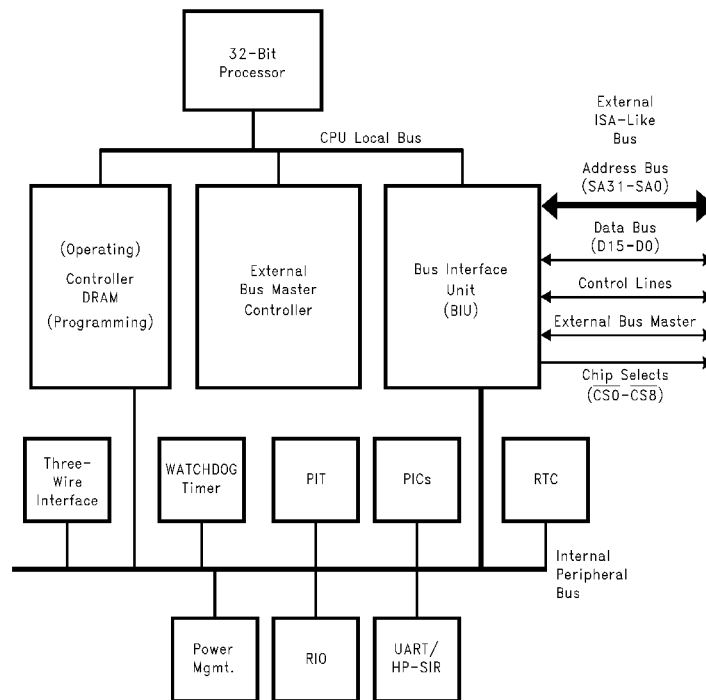 32-Bit
Processor
CPU Local Bus
External
ISA-Like
Bus
Address Bus
(SA31-SA0)
(Operating)
Controller
DRAM
(Programming)
External
Bus Master
Controller
Bus Interface
Unit
(BIU)
Data Bus
(D15-D0)
Control Lines
External Bus Master
Chip Selects
(C̅S̅0̅-C̅S̅8̅)
Three-
Wire
Interface
WATCHDOG
Timer
PIT
PICs
RTC
Internal
Peripheral
Bus
Power
Mgmt.
RIO
UART/
HP-SIR